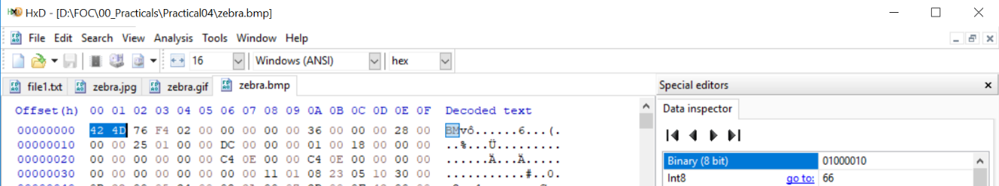 HxD - [D:\FOC\00_Practicals\Practical04\zebra.bmp]
File Edit Search View Analysis Tools Window Help
16 Windows (ANSI) hex
file1.txt zebra.jpg zebra.gif zebra.bmp
Special editors
Data inspector
Offset(h) 00 01 02 03 04 05 06 07 08 09 0A 0B 0C 0D 0E 0F Decoded text
00000000 42 4D 76 F4 02 00 00 00 00 00 36 00 00 00 28 00 BMvô......6...(.
00000010 00 00 25 01 00 00 DC 00 00 00 01 00 18 00 00 00 ..%...Ü.........
00000020 00 00 00 00 00 00 C4 0E 00 00 C4 0E 00 00 00 00 ......Ä...Ä.....
00000030 00 00 00 00 00 00 11 01 08 23 05 10 30 00 00 00 .........#..0.
Binary (8 bit) 01000010
Int8 go to: 66